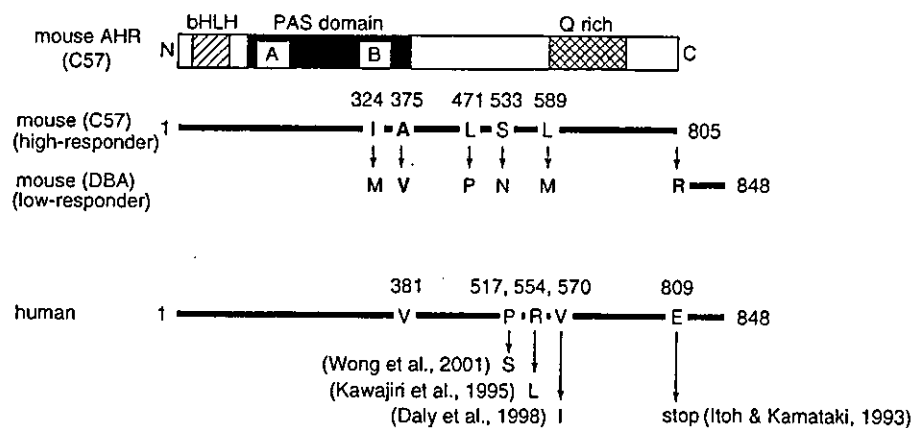 bHLH PAS domain Q rich
mouse AHR
(C57)
N A B C
324 375 471 533 589
mouse (C57) 1 I A L S L 805
(high-responder)
mouse (DBA) M V P N M R 848
(low-responder)
381 517, 554, 570 809
human 1 V P R V E 848
(Wong et al., 2001) S
(Kawajiri et al., 1995) L
(Daly et al., 1998) I stop (Itoh & Kamataki, 1993)